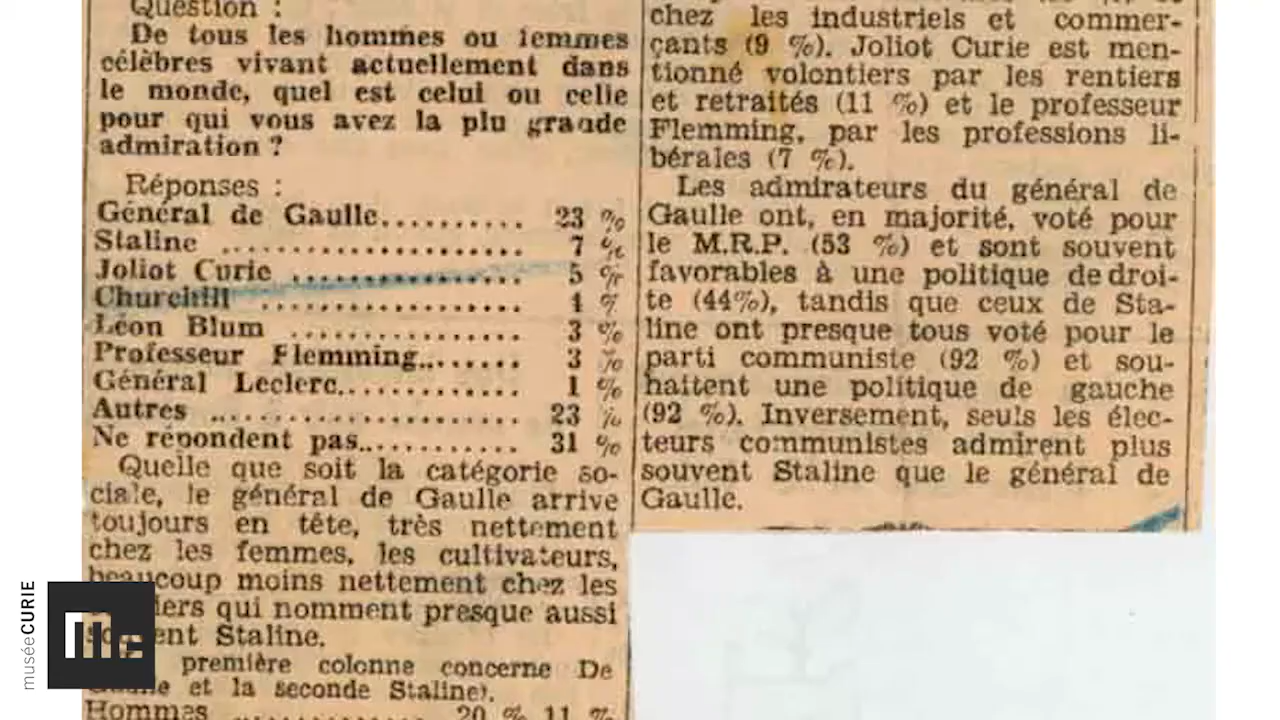 Question :
De tous les hommes ou femmes
célèbres vivant actuellement dans
le monde, quel est celui ou celle
pour qui vous avez la plu grande
admiration ?
Réponses :
Général de Gaulle.......... 23 %
Staline .................... 7 %
Joliot Curie ............... 5 %
Churchill .................. 4 %
Léon Blum .............. 3 %
Professeur Flemming........ 3 %
Général Leclerc............. 1 %
Autres .................... 23 %
Ne répondent pas........... 31 %
Quelle que soit la catégorie so-
ciale, le général de Gaulle arrive
toujours en tête, très nettement
chez les femmes, les cultivateurs,
beaucoup moins nettement chez les
qui nomment presque aussi
Staline.
première colonne concerne De
et la seconde Staline).
Hommes ............ 20 % 11 %
chez les industriels et commer-
çants (9 %). Joliot Curie est men-
tionné volontiers par les rentiers
et retraités (11 %) et le professeur
Flemming, par les professions li-
bérales (7 %).
Les admirateurs du général de
Gaulle ont, en majorité, voté pour
le M.R.P. (53 %) et sont souvent
favorables à une politique de droi-
te (44%), tandis que ceux de Sta-
line ont presque tous voté pour le
parti communiste (92 %) et sou-
haitent une politique de gauche
(92 %). Inversement, seuls les élec-
teurs communistes admirent plus
souvent Staline que le général de
Gaulle.
muséeCURIE